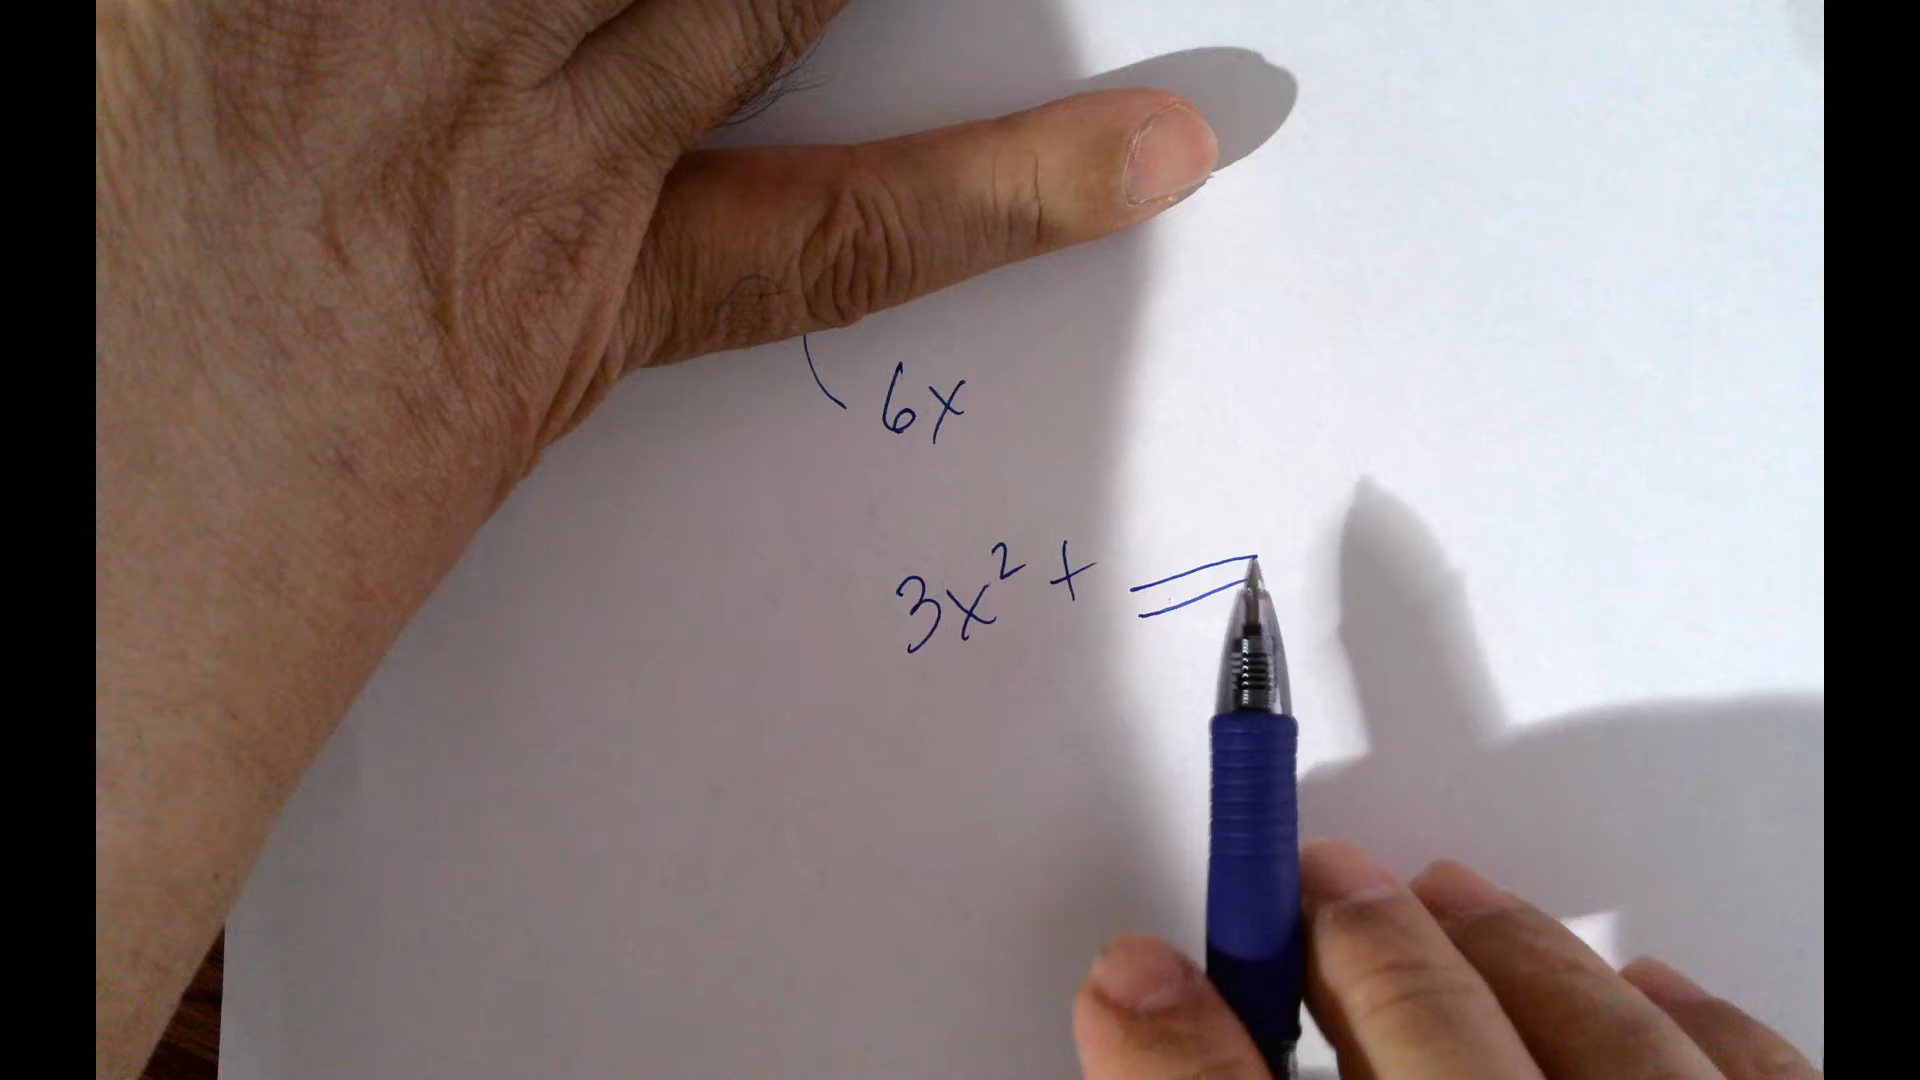 6x
3x² + =